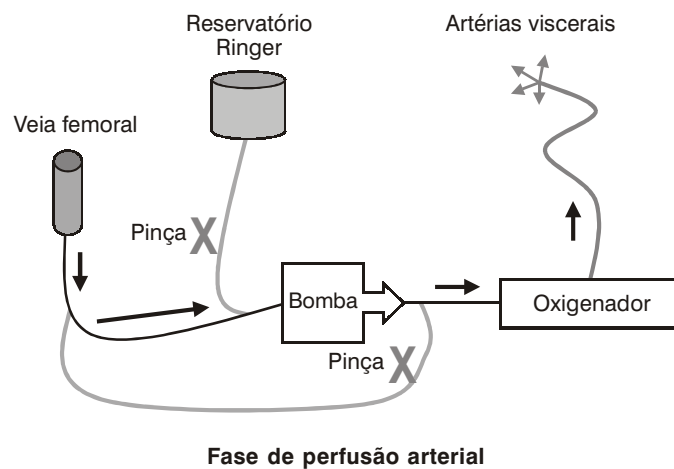 Reservatório
Ringer
Artérias viscerais
Veia femoral
Pinça X
Bomba
Oxigenador
Pinça X
Fase de perfusão arterial